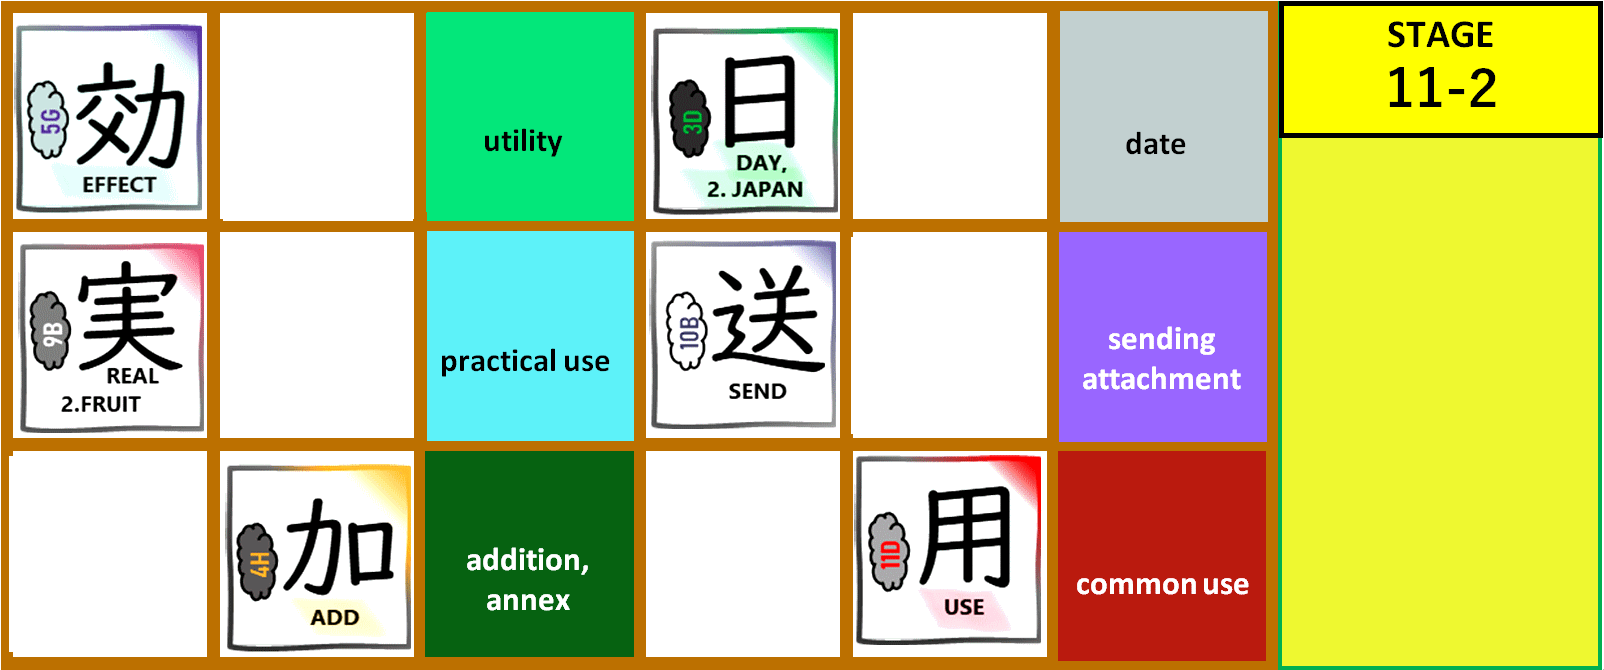 5G
効
EFFECT
utility
3D
日
DAY,
2. JAPAN
date
STAGE
11-2
9B
実
REAL
2.FRUIT
practical use
10B
送
SEND
sending
attachment
4H
加
ADD
addition,
annex
11D
用
USE
common use